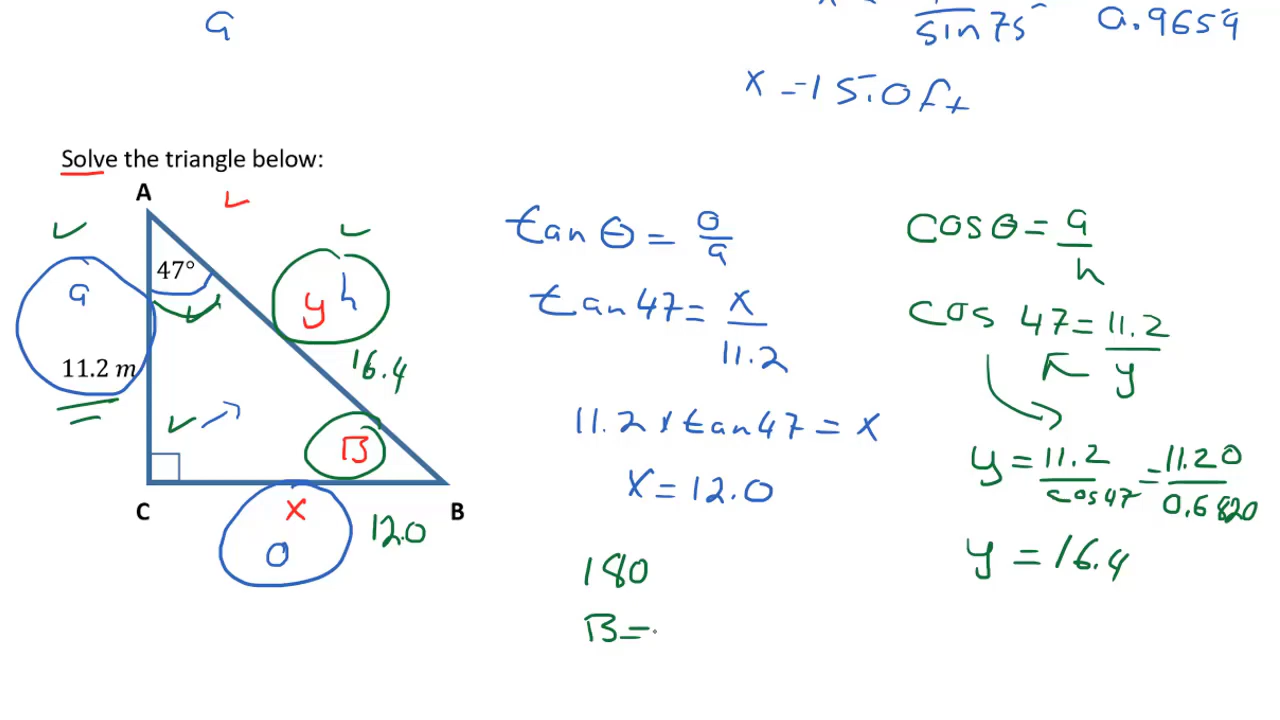 a
sin 75° 0.9659
x = 15.0 ft
Solve the triangle below:
A
47°
a
11.2 m
y h
16.4
B
C
x
B
O
12.0
tan θ = o/a
tan 47 = x/11.2
11.2 x tan 47 = x
x = 12.0
180
B =
cos θ = a/h
cos 47 = 11.2/y
y = 11.2/cos 47 = 11.20/0.6820
y = 16.4